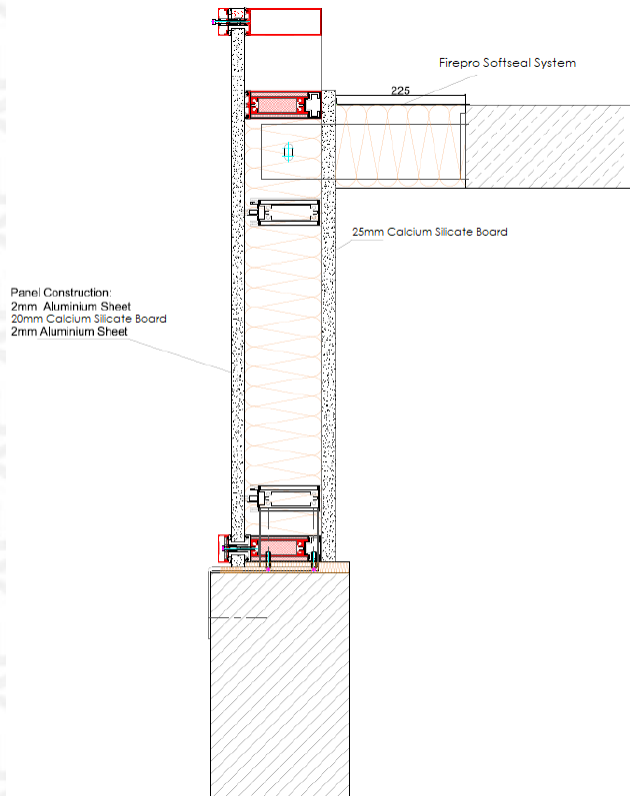 Firepro Softseal System
225
25mm Calcium Silicate Board
Panel Construction:
2mm Aluminium Sheet
20mm Calcium Silicate Board
2mm Aluminium Sheet